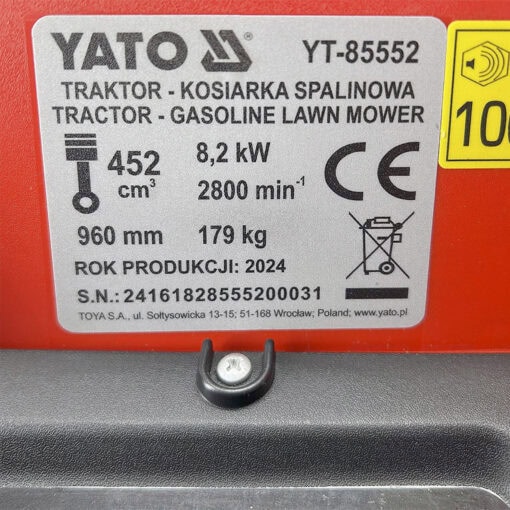 YATO YT-85552
TRAKTOR - KOSIARKA SPALINOWA
TRACTOR - GASOLINE LAWN MOWER
452 cm³
8,2 kW
2800 min⁻¹
CE
960 mm 179 kg
ROK PRODUKCJI: 2024
S.N.: 24161828555200031
TOYA S.A., ul. Sołtysowicka 13-15; 51-168 Wrocław; Poland; www.yato.pl